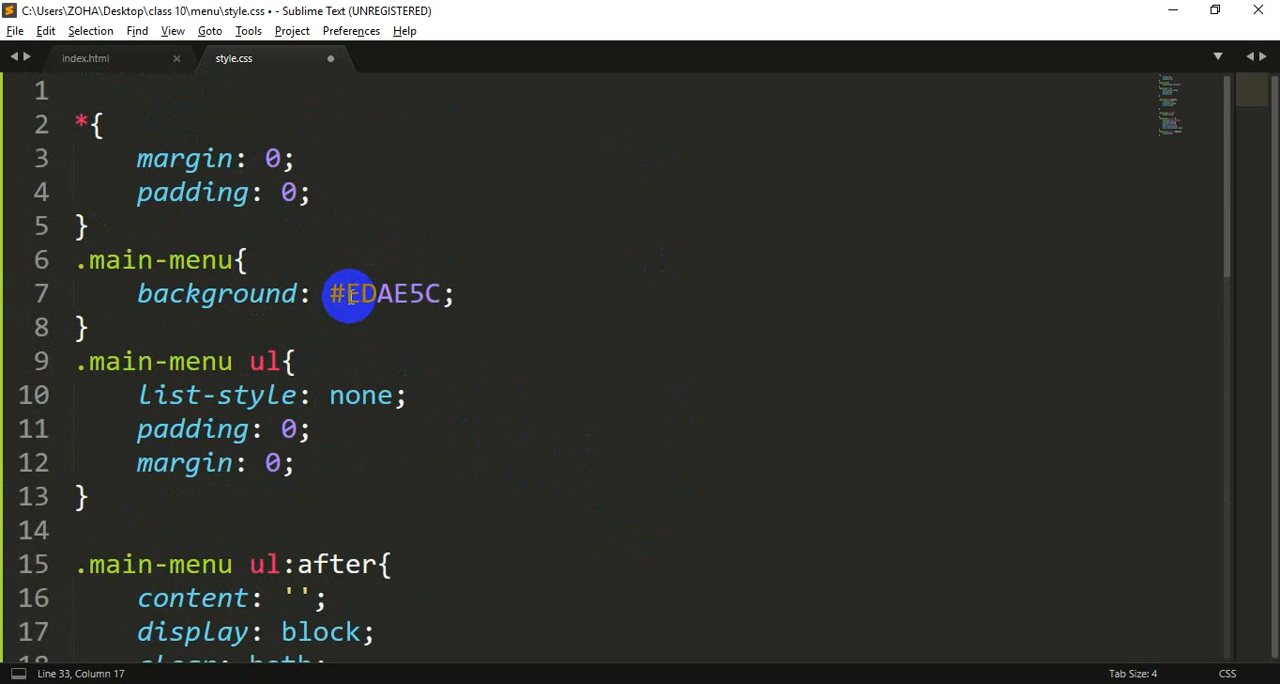 C:\Users\ZOHA\Desktop\class 10\menu\style.css • - Sublime Text (UNREGISTERED)
File Edit Selection Find View Goto Tools Project Preferences Help
index.html × style.css
1
2 *{
3 margin: 0;
4 padding: 0;
5 }
6 .main-menu{
7 background: #EDAE5C;
8 }
9 .main-menu ul{
10 list-style: none;
11 padding: 0;
12 margin: 0;
13 }
14
15 .main-menu ul:after{
16 content: '';
17 display: block;
18 clear: both;
Line 33, Column 17 Tab Size: 4 CSS